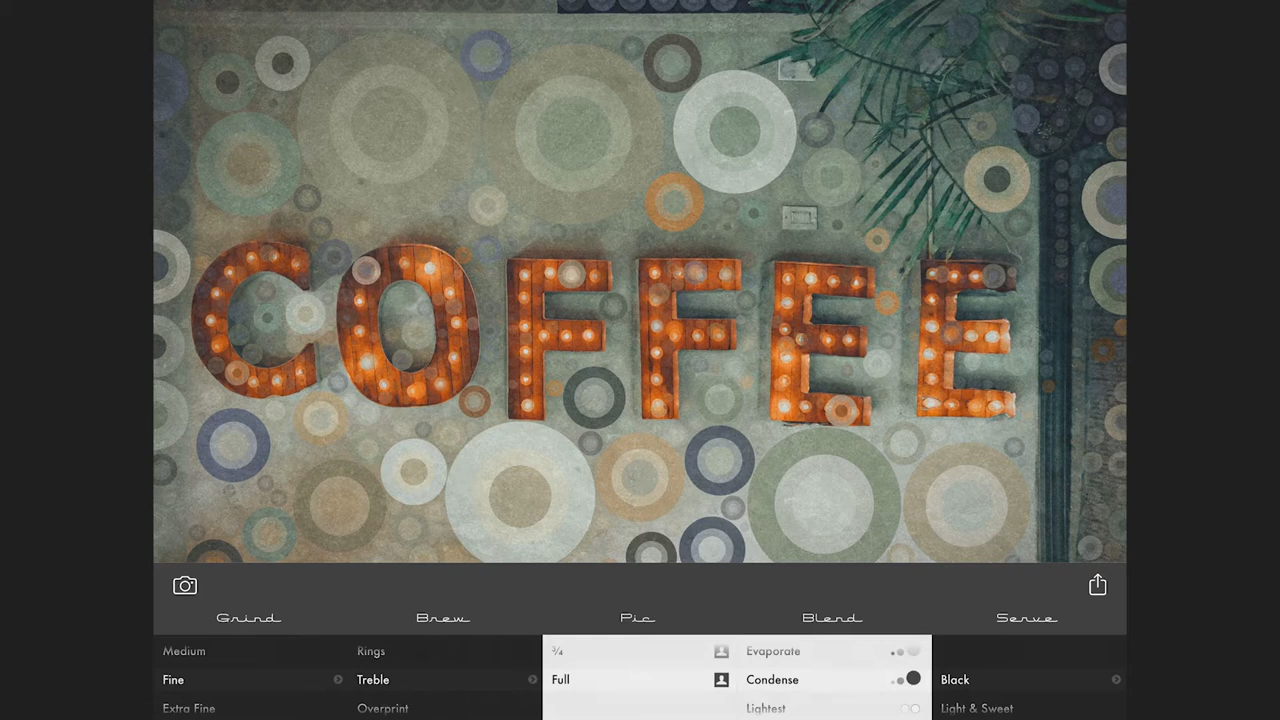 COFFEE
Grind Brew Pic Blend Serve
Medium Rings ¾ Evaporate
Fine Treble Full Condense Black
Extra Fine Overprint Lightest Light & Sweet